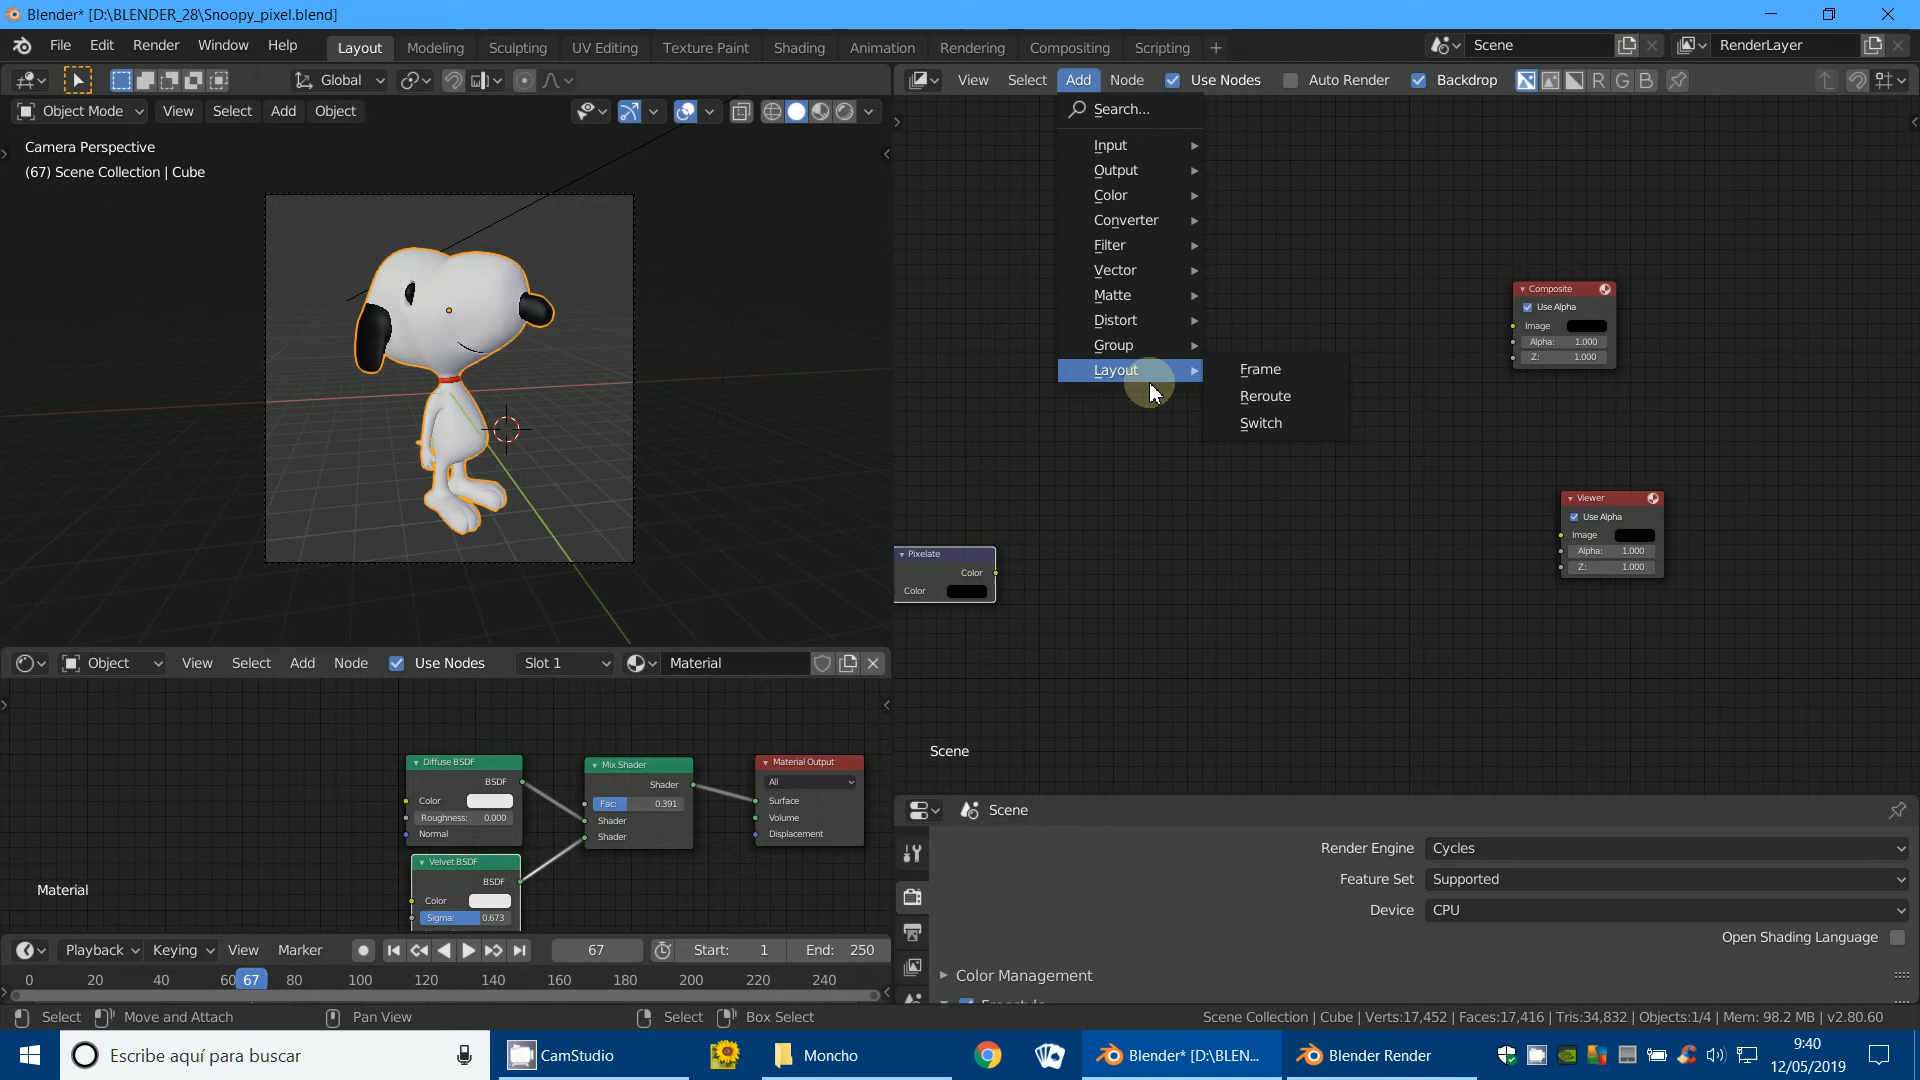 Blender* [D:\BLENDER_28\Snoopy_pixel.blend]
File Edit Render Window Help Layout Modeling Sculpting UV Editing Texture Paint Shading Animation Rendering Compositing Scripting + Scene RenderLayer
Global
View Select Add Node Use Nodes Auto Render Backdrop R G B
Object Mode View Select Add Object
Camera Perspective
(67) Scene Collection | Cube
Search...
Input
Output
Color
Converter
Filter
Vector
Matte
Distort
Group
Layout
Frame
Reroute
Switch
Composite
Use Alpha
Image
Alpha: 1.000
Z: 1.000
Viewer
Use Alpha
Image
Alpha: 1.000
Z: 1.000
Pixelate
Color
Color
Scene
Object View Select Add Node Use Nodes Slot 1 Material
Diffuse BSDF
BSDF
Color
Roughness: 0.000
Normal
Velvet BSDF
BSDF
Color
Sigma: 0.673
Mix Shader
Shader
Fac: 0.391
Shader
Shader
Material Output
All
Surface
Volume
Displacement
Material
Scene
Render Engine Cycles
Feature Set Supported
Device CPU
Open Shading Language
Color Management
Freestyle
Playback Keying View Marker 67 Start: 1 End: 250
0 20 40 60 67 80 100 120 140 160 180 200 220 240
Select Move and Attach Pan View Select Box Select Scene Collection | Cube | Verts:17,452 | Faces:17,416 | Tris:34,832 | Objects:1/4 | Mem: 98.2 MB | v2.80.60
Escribe aquí para buscar CamStudio Moncho Blender* [D:\BLEN... Blender Render
9:40
12/05/2019